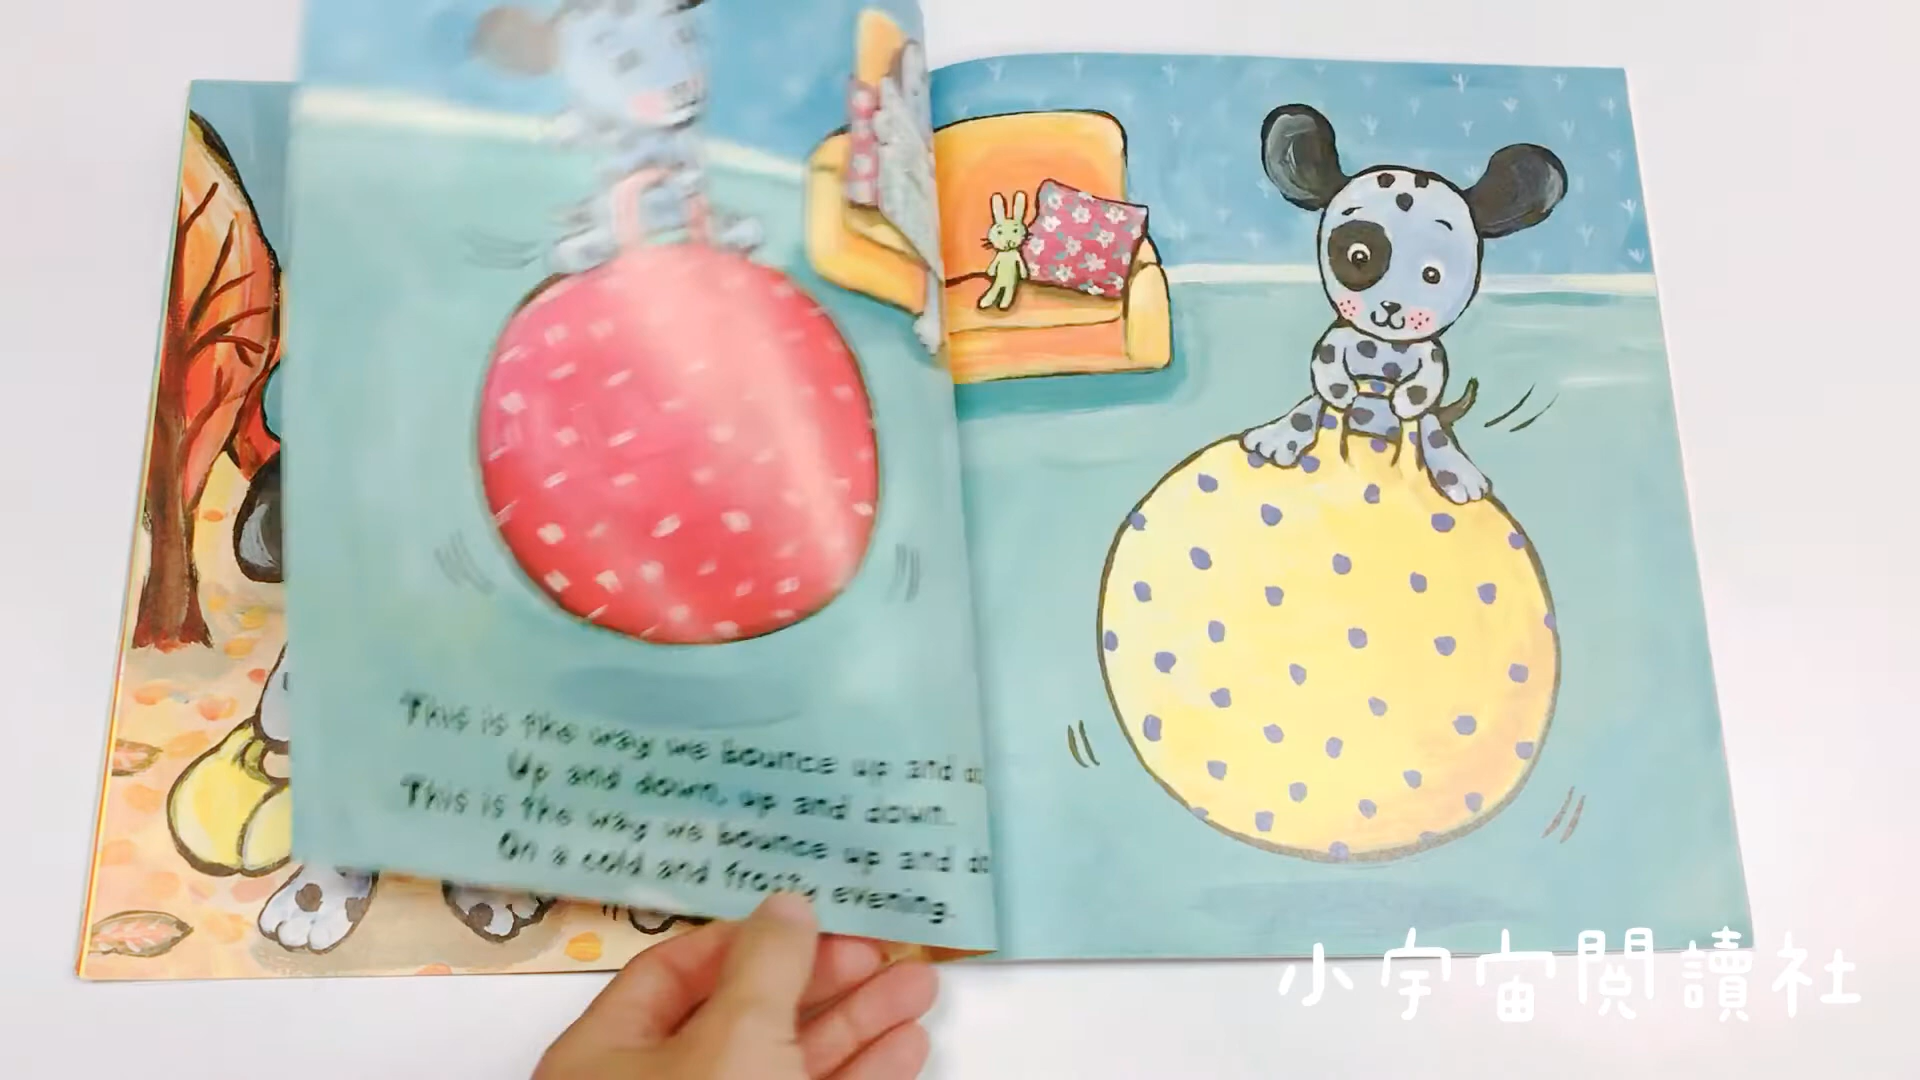 This is the way we bounce up and
Up and down, up and down.
This is the way we bounce up and
On a cold and frosty evening.
小宇宙閱讀社